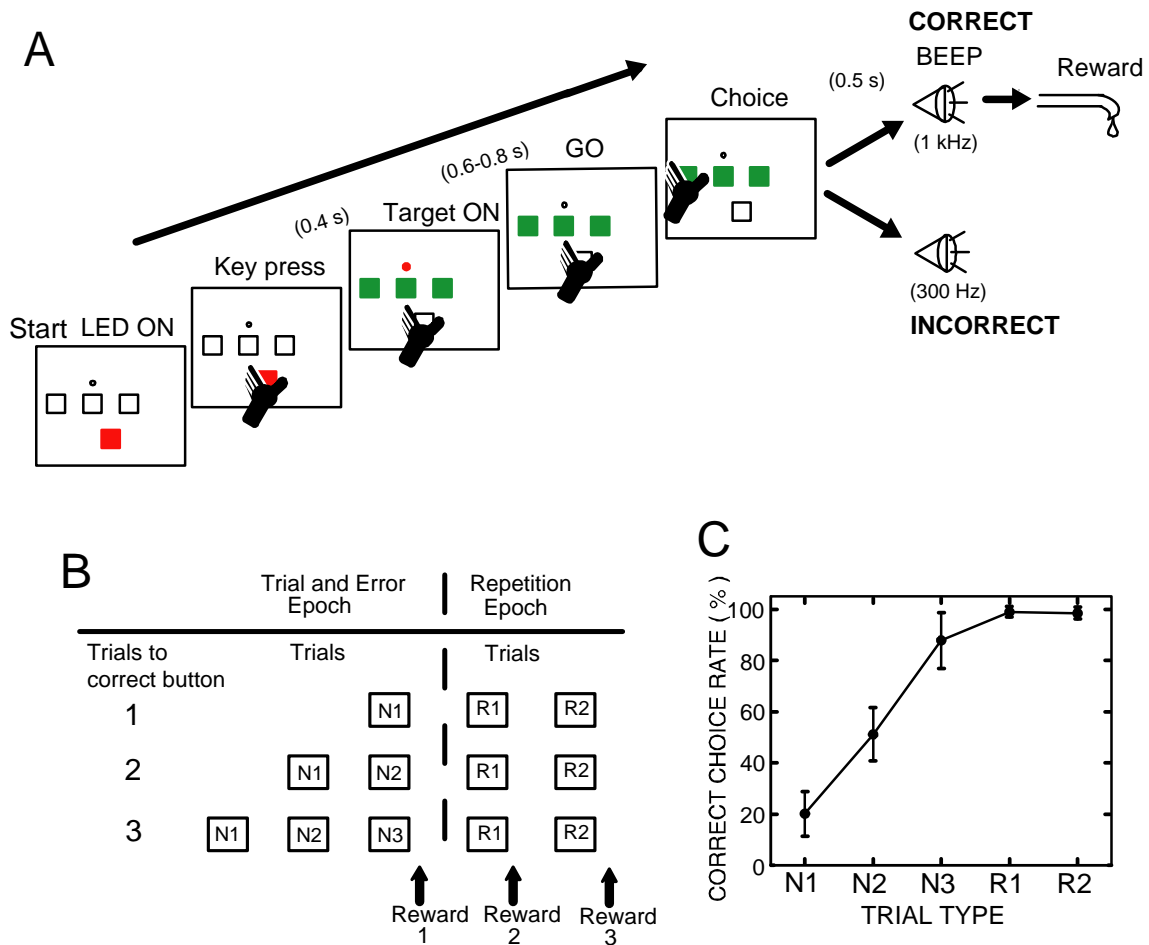 A
Start
LED ON
Key press
(0.4 s)
Target ON
(0.6-0.8 s)
GO
Choice
(0.5 s)
CORRECT
BEEP
(1 kHz)
Reward
(300 Hz)
INCORRECT
B
Trial and Error
Epoch
Repetition
Epoch
Trials to
correct button
Trials
Trials
1
N1
R1
R2
2
N1
N2
R1
R2
3
N1
N2
N3
R1
R2
Reward
1
Reward
2
Reward
3
C
CORRECT CHOICE RATE ( % )
100
80
60
40
20
0
N1
N2
N3
R1
R2
TRIAL TYPE